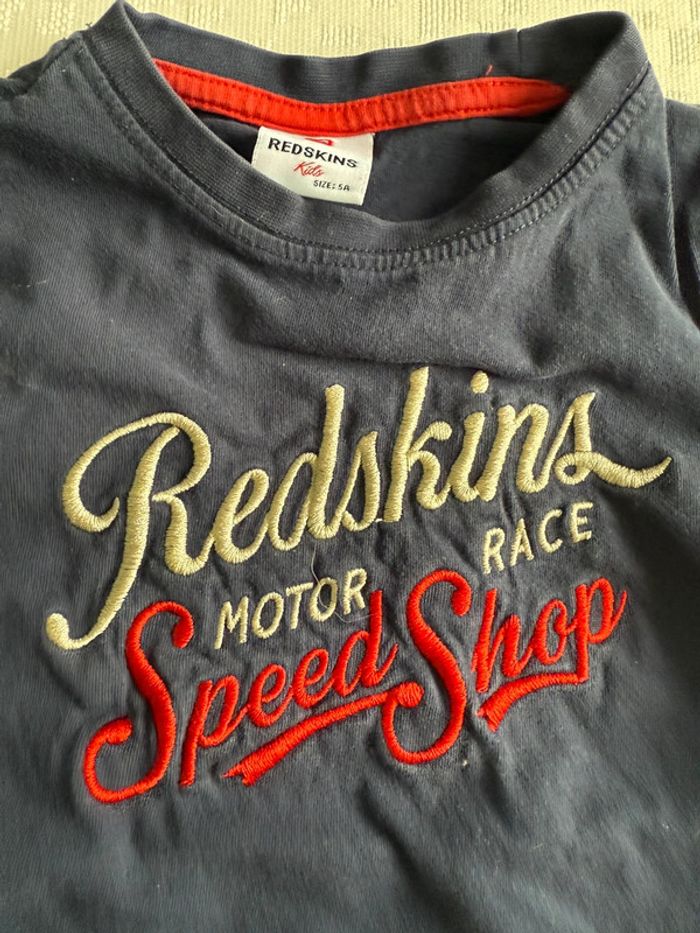 REDSKINS
Kids
SIZE: 5A
Redskins
MOTOR RACE
Speed Shop